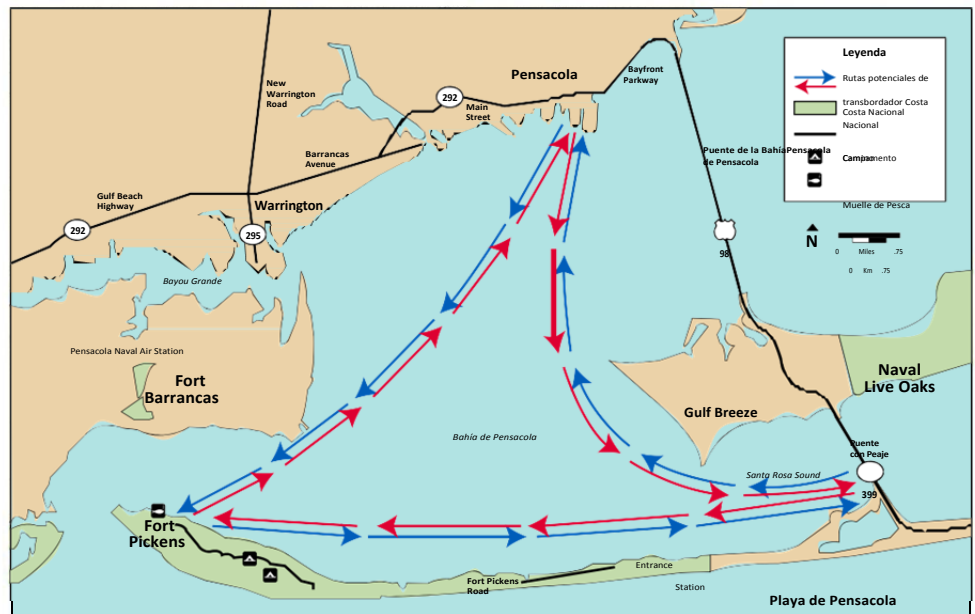 Leyenda
Rutas potenciales de
transbordador Costa
Costa Nacional
Nacional
Campamento
Muelle de Pesca
N
0 Miles .75
0 Km .75
Pensacola
Bayfront
Parkway
New
Warrington
Road
292
Main
Street
Barrancas
Avenue
Puente de la BahíaPensacola
de Pensacola
Gulf Beach
Highway
Warrington
292
295
98
Bayou Grande
Pensacola Naval Air Station
Fort
Barrancas
Naval
Live Oaks
Gulf Breeze
Bahía de Pensacola
Puente
con Peaje
Santa Rosa Sound
399
Fort
Pickens
Entrance
Station
Fort Pickens
Road
Playa de Pensacola